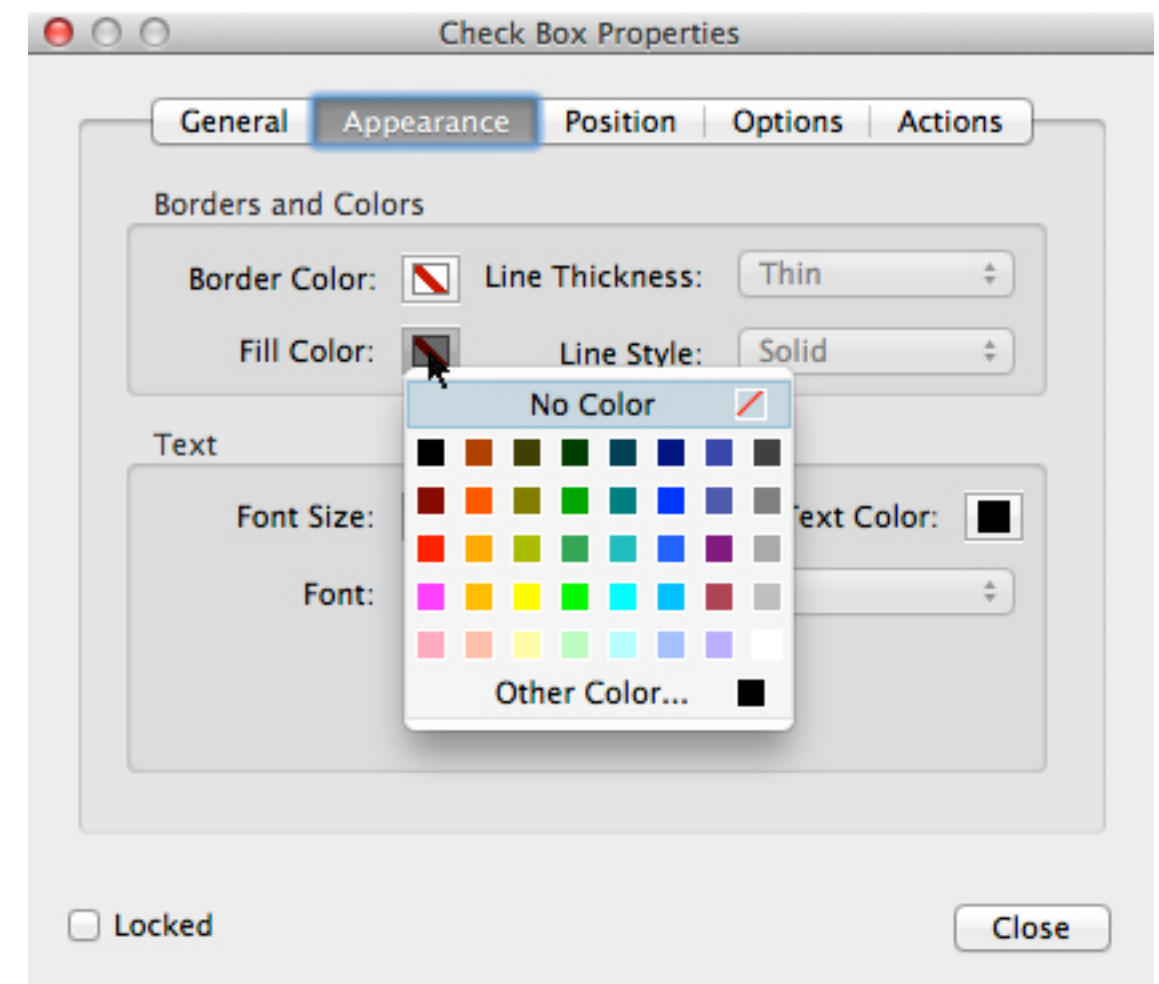 Check Box Properties
General Appearance Position Options Actions
Borders and Colors
Border Color: Line Thickness: Thin
Fill Color: Line Style: Solid
No Color
Text
Font Size: Color:
Font:
Other Color...
Locked Close